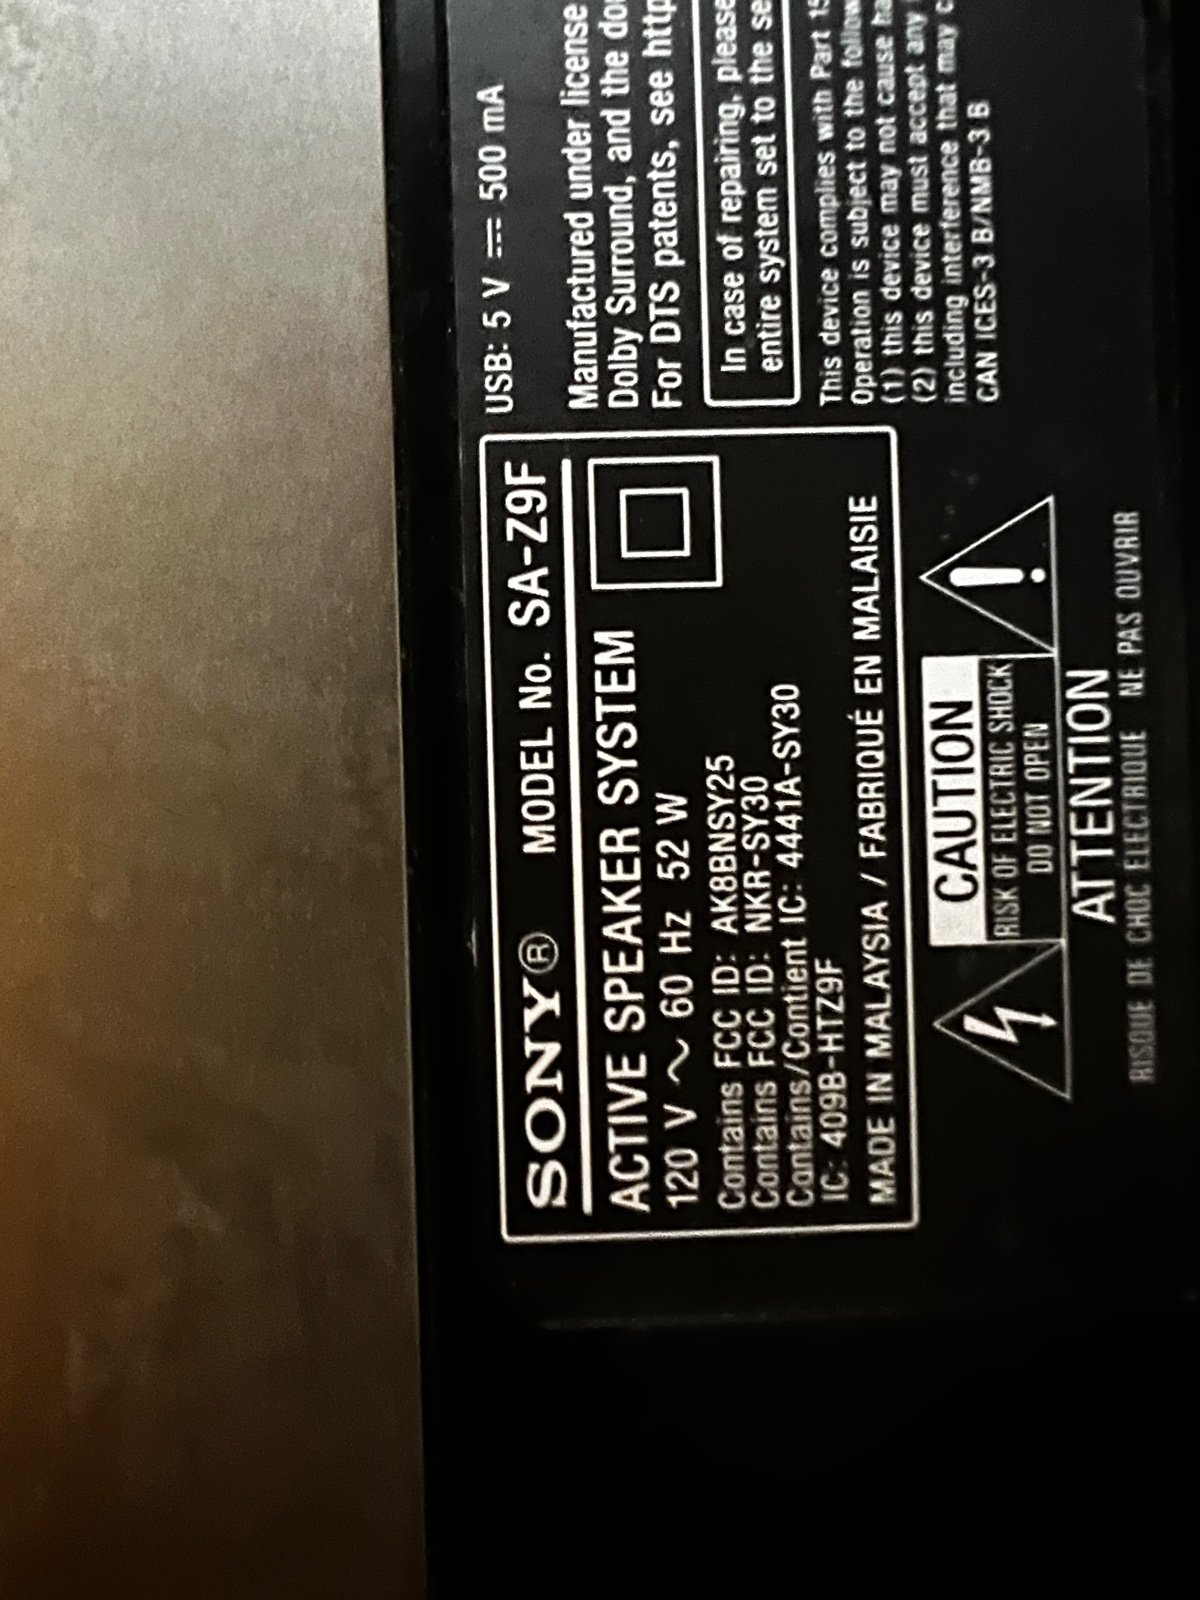 SONY® MODEL No. SA-Z9F
ACTIVE SPEAKER SYSTEM
120 V ~ 60 Hz 52 W
Contains FCC ID: AK8BNSY25
Contains FCC ID: NKR-SY30
Contains/Contient IC: 4441A-SY30
IC: 409B-HTZ9F
MADE IN MALAYSIA / FABRIQUÉ EN MALAISIE
CAUTION
RISK OF ELECTRIC SHOCK
DO NOT OPEN
ATTENTION
RISQUE DE CHOC ELECTRIQUE NE PAS OUVRIR
USB: 5 V ⎓ 500 mA
Manufactured under license
Dolby Surround, and the
For DTS patents, see http
In case of repairing, please
entire system set to the
This device complies with Part 15
Operation is subject to the
(1) this device may not cause
(2) this device must accept any
including interference that may
CAN ICES-3 B/NMB-3 B